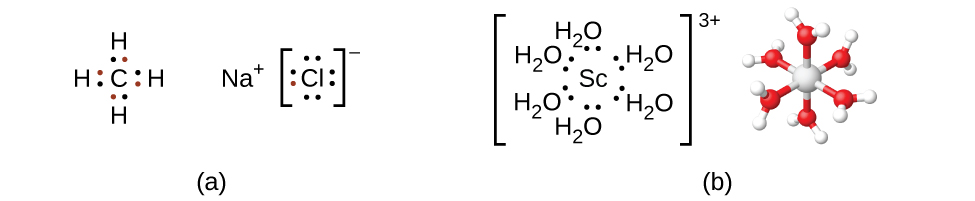 H
H C H
H
Na⁺
Cl
−
3+
H₂O
H₂O H₂O
Sc
H₂O H₂O
H₂O
(a) (b)